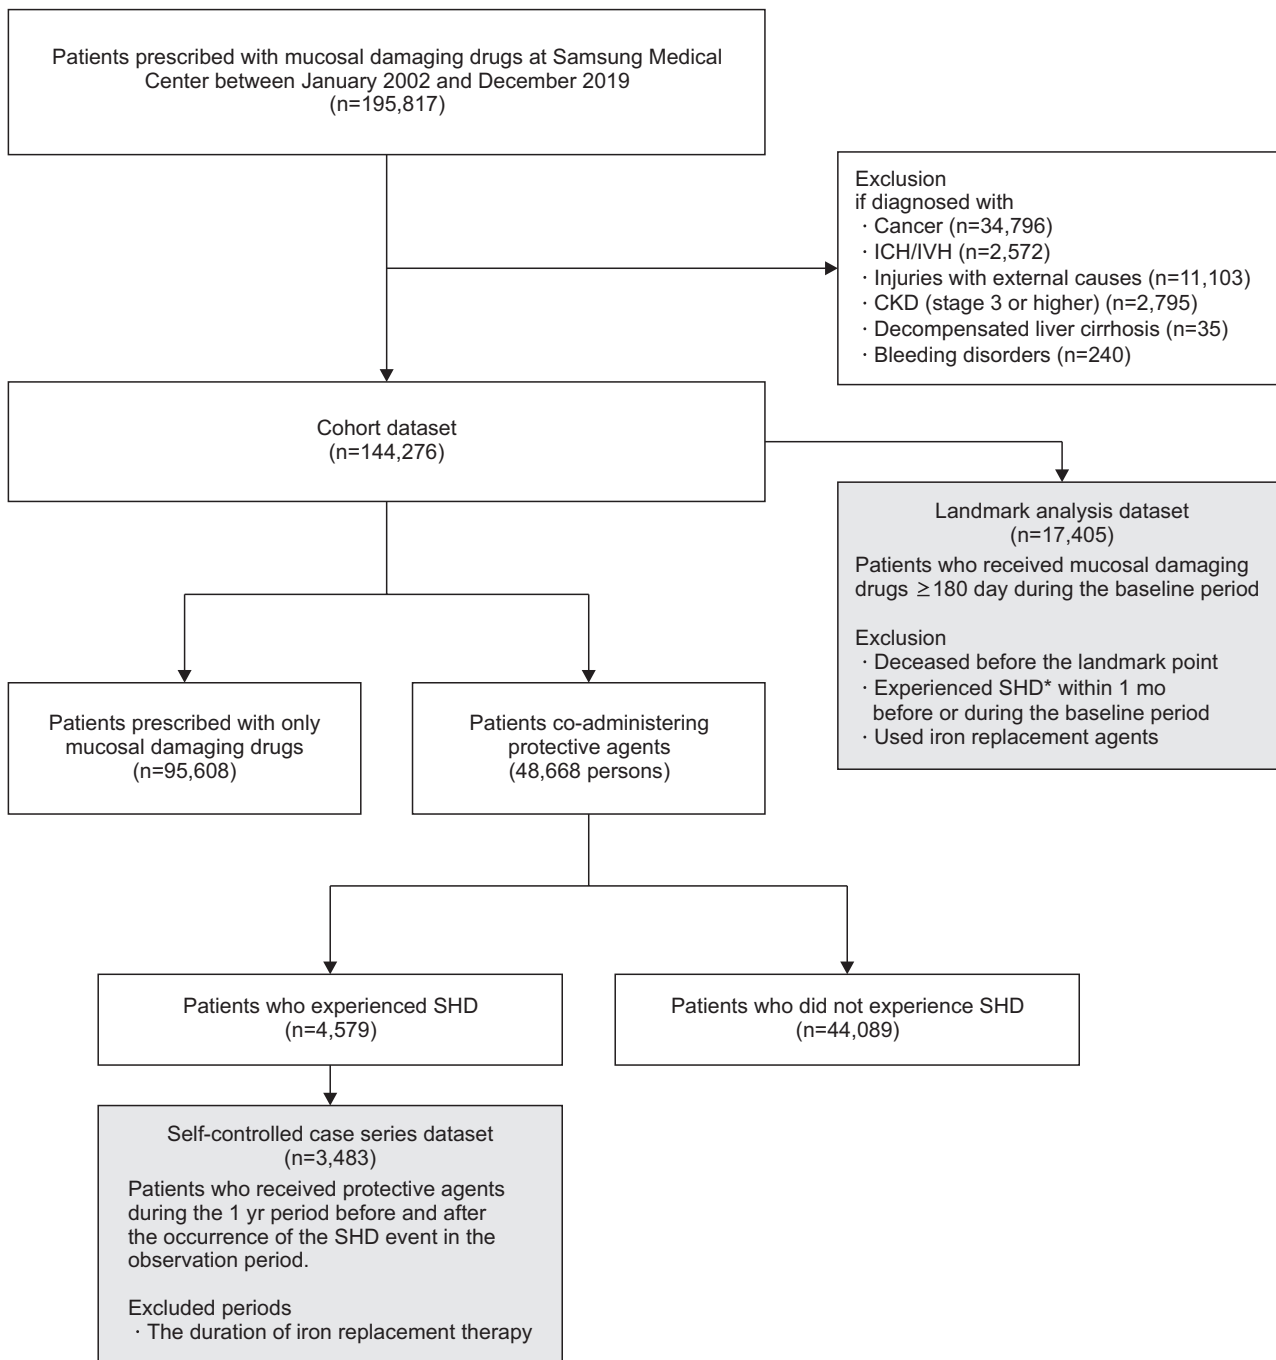 Patients prescribed with mucosal damaging drugs at Samsung Medical
Center between January 2002 and December 2019
(n=195,817)
Exclusion
if diagnosed with
· Cancer (n=34,796)
· ICH/IVH (n=2,572)
· Injuries with external causes (n=11,103)
· CKD (stage 3 or higher) (n=2,795)
· Decompensated liver cirrhosis (n=35)
· Bleeding disorders (n=240)
Cohort dataset
(n=144,276)
Landmark analysis dataset
(n=17,405)
Patients who received mucosal damaging
drugs ≥180 day during the baseline period
Exclusion
· Deceased before the landmark point
· Experienced SHD* within 1 mo
before or during the baseline period
· Used iron replacement agents
Patients prescribed with only
mucosal damaging drugs
(n=95,608)
Patients co-administering
protective agents
(48,668 persons)
Patients who experienced SHD
(n=4,579)
Patients who did not experience SHD
(n=44,089)
Self-controlled case series dataset
(n=3,483)
Patients who received protective agents
during the 1 yr period before and after
the occurrence of the SHD event in the
observation period.
Excluded periods
· The duration of iron replacement therapy